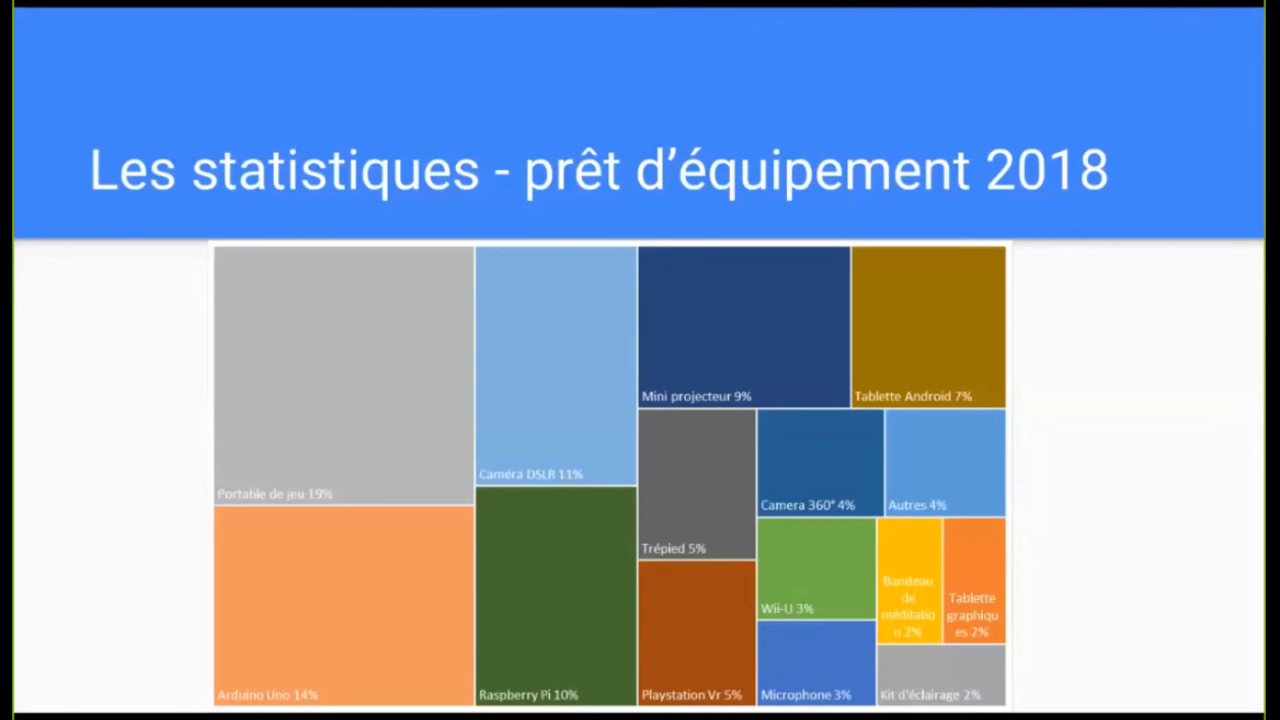 Les statistiques - prêt d'équipement 2018
Portable de jeu 19%
Arduino Uno 14%
Caméra DSLR 11%
Raspberry Pi 10%
Mini projecteur 9%
Tablette Android 7%
Trépied 5%
Playstation Vr 5%
Camera 360° 4%
Autres 4%
Wii-U 3%
Microphone 3%
Bandeau
de
méditatio
n 2%
Tablette
graphiqu
es 2%
Kit d'éclairage 2%